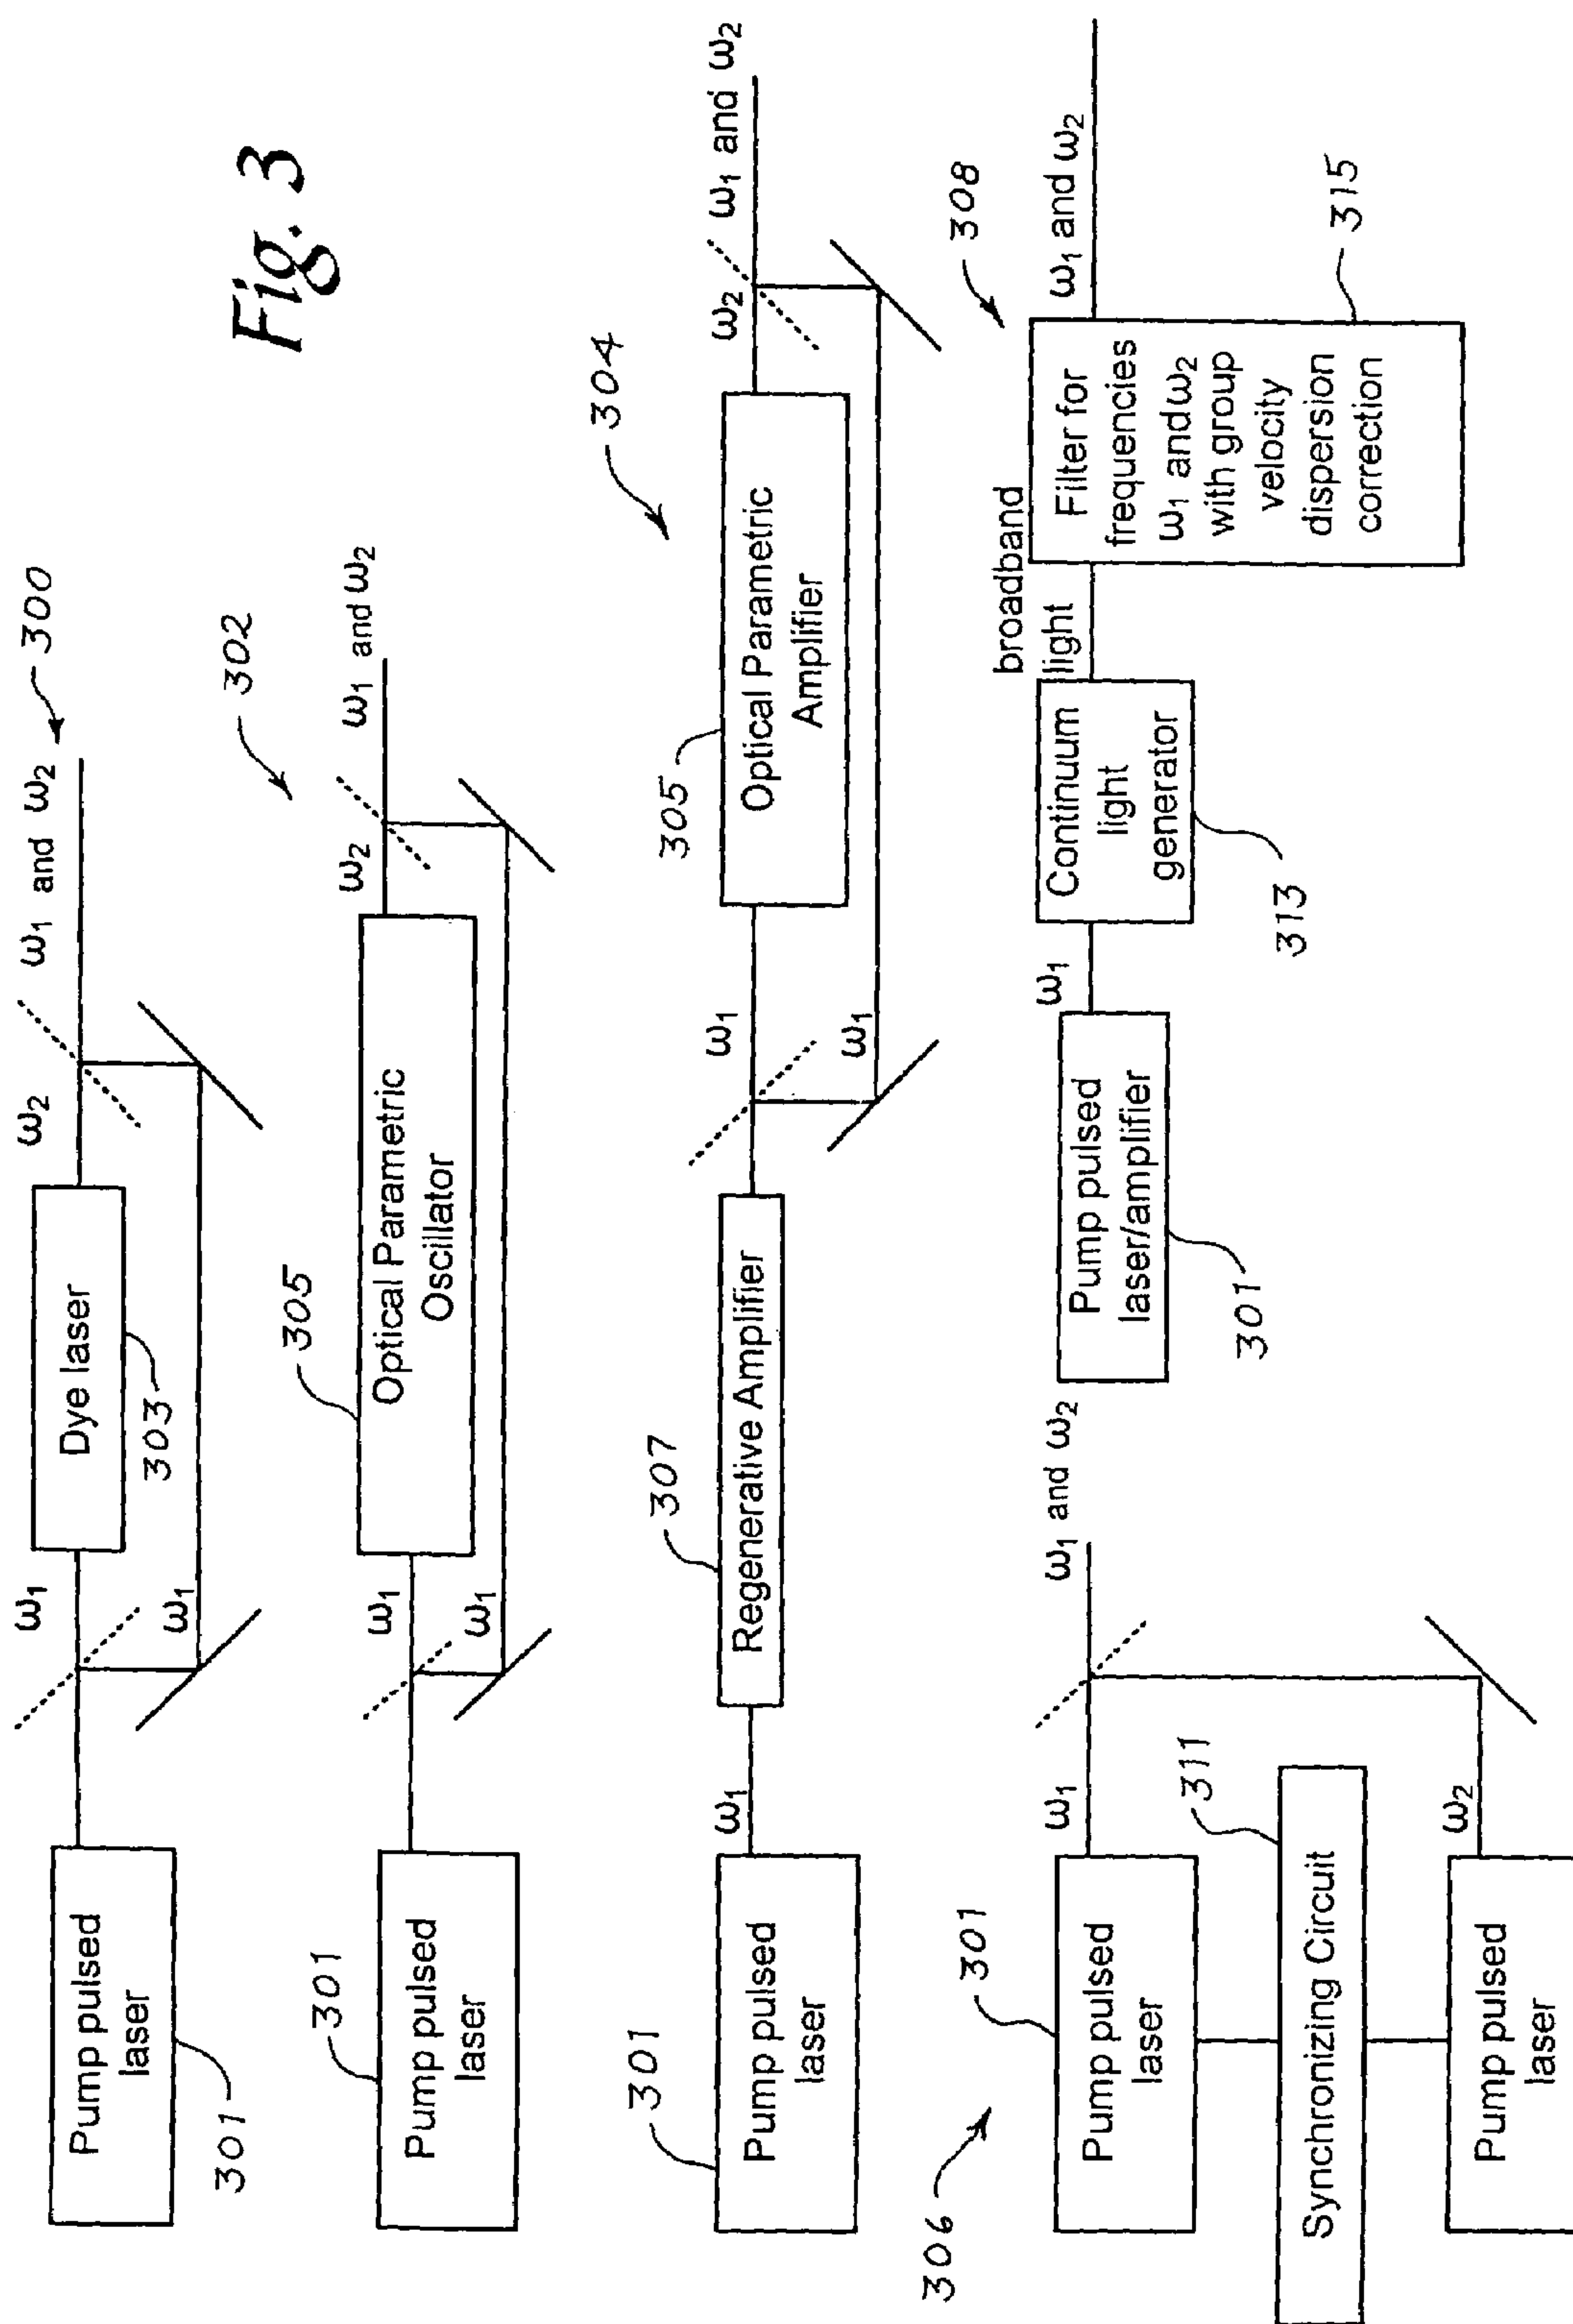 Fig. 3
300
Pump pulsed
laser
301
ω1
ω1
Dye laser
303
ω2
ω1 and ω2
302
Pump pulsed
laser
301
ω1
ω1
Optical Parametric
Oscillator
305
ω2
ω1 and ω2
304
Pump pulsed
laser
301
ω1
Regenerative Amplifier
307
ω1
ω1
Optical Parametric
Amplifier
305
ω2
ω1 and ω2
306
Pump pulsed
laser
301
ω1
Synchronizing Circuit
311
Pump pulsed
laser
ω2
ω1 and ω2
308
Pump pulsed
laser/amplifier
301
ω1
Continuum
light
generator
313
broadband
light
Filter for
frequencies
ω1 and ω2
with group
velocity
dispersion
correction
315
ω1 and ω2